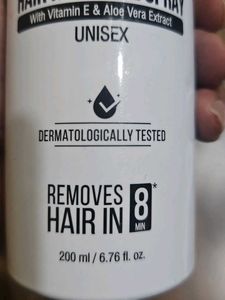 With Vitamin E & Aloe Vera Extract
UNISEX
DERMATOLOGICALLY TESTED
REMOVES
HAIR IN 8*
MIN
200 ml / 6.76 fl. oz.